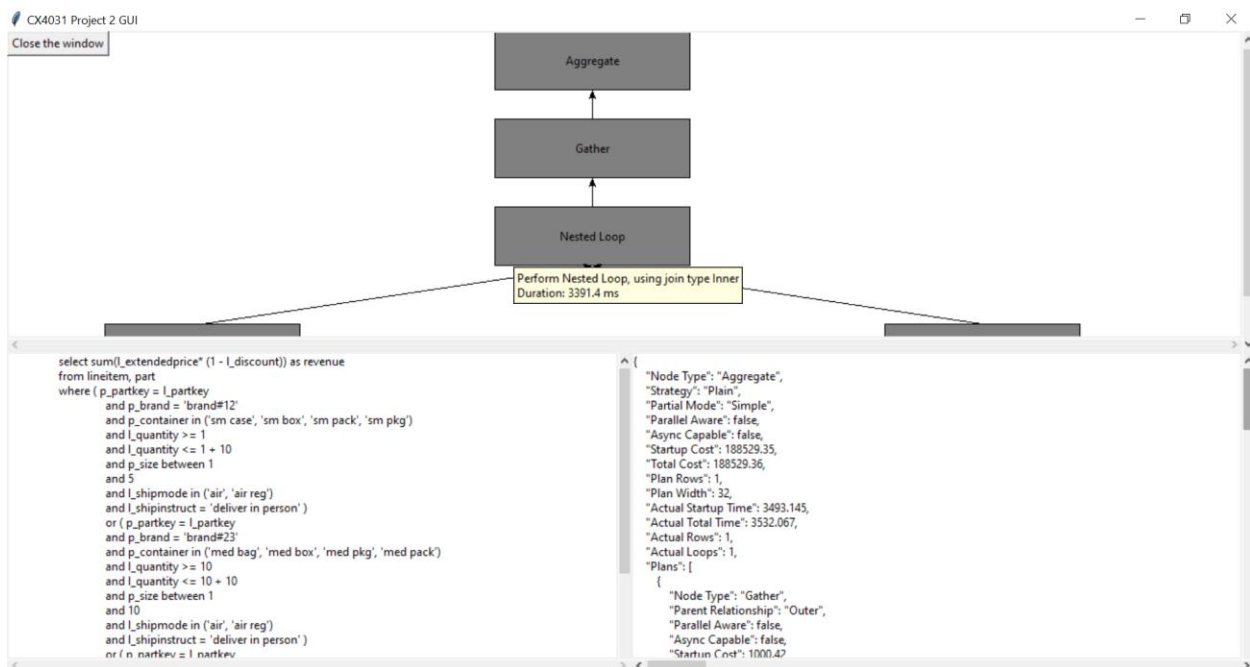 CX4031 Project 2 GUI
Close the window
Aggregate
Gather
Nested Loop
Perform Nested Loop, using join type Inner
Duration: 3391.4 ms
select sum(l_extendedprice* (1 - l_discount)) as revenue
from lineitem, part
where ( p_partkey = l_partkey
and p_brand = 'brand#12'
and p_container in ('sm case', 'sm box', 'sm pack', 'sm pkg')
and l_quantity >= 1
and l_quantity <= 1 + 10
and p_size between 1
and 5
and l_shipmode in ('air', 'air reg')
and l_shipinstruct = 'deliver in person' )
or ( p_partkey = l_partkey
and p_brand = 'brand#23'
and p_container in ('med bag', 'med box', 'med pkg', 'med pack')
and l_quantity >= 10
and l_quantity <= 10 + 10
and p_size between 1
and 10
and l_shipmode in ('air', 'air reg')
and l_shipinstruct = 'deliver in person' )
or ( p_partkey = l_partkey
{
"Node Type": "Aggregate",
"Strategy": "Plain",
"Partial Mode": "Simple",
"Parallel Aware": false,
"Async Capable": false,
"Startup Cost": 188529.35,
"Total Cost": 188529.36,
"Plan Rows": 1,
"Plan Width": 32,
"Actual Startup Time": 3493.145,
"Actual Total Time": 3532.067,
"Actual Rows": 1,
"Actual Loops": 1,
"Plans": [
{
"Node Type": "Gather",
"Parent Relationship": "Outer",
"Parallel Aware": false,
"Async Capable": false,
"Startup Cost": 1000.42